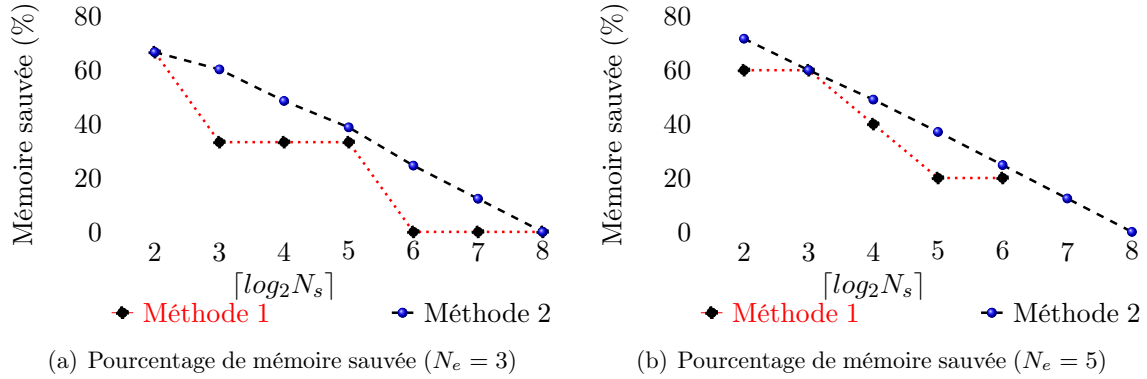 Mémoire sauvée (%)
80
60
40
20
0
2 3 4 5 6 7 8
⌈log₂Nₛ⌉
Méthode 1 Méthode 2
(a) Pourcentage de mémoire sauvée (Nₑ = 3)
Mémoire sauvée (%)
80
60
40
20
0
2 3 4 5 6 7 8
⌈log₂Nₛ⌉
Méthode 1 Méthode 2
(b) Pourcentage de mémoire sauvée (Nₑ = 5)